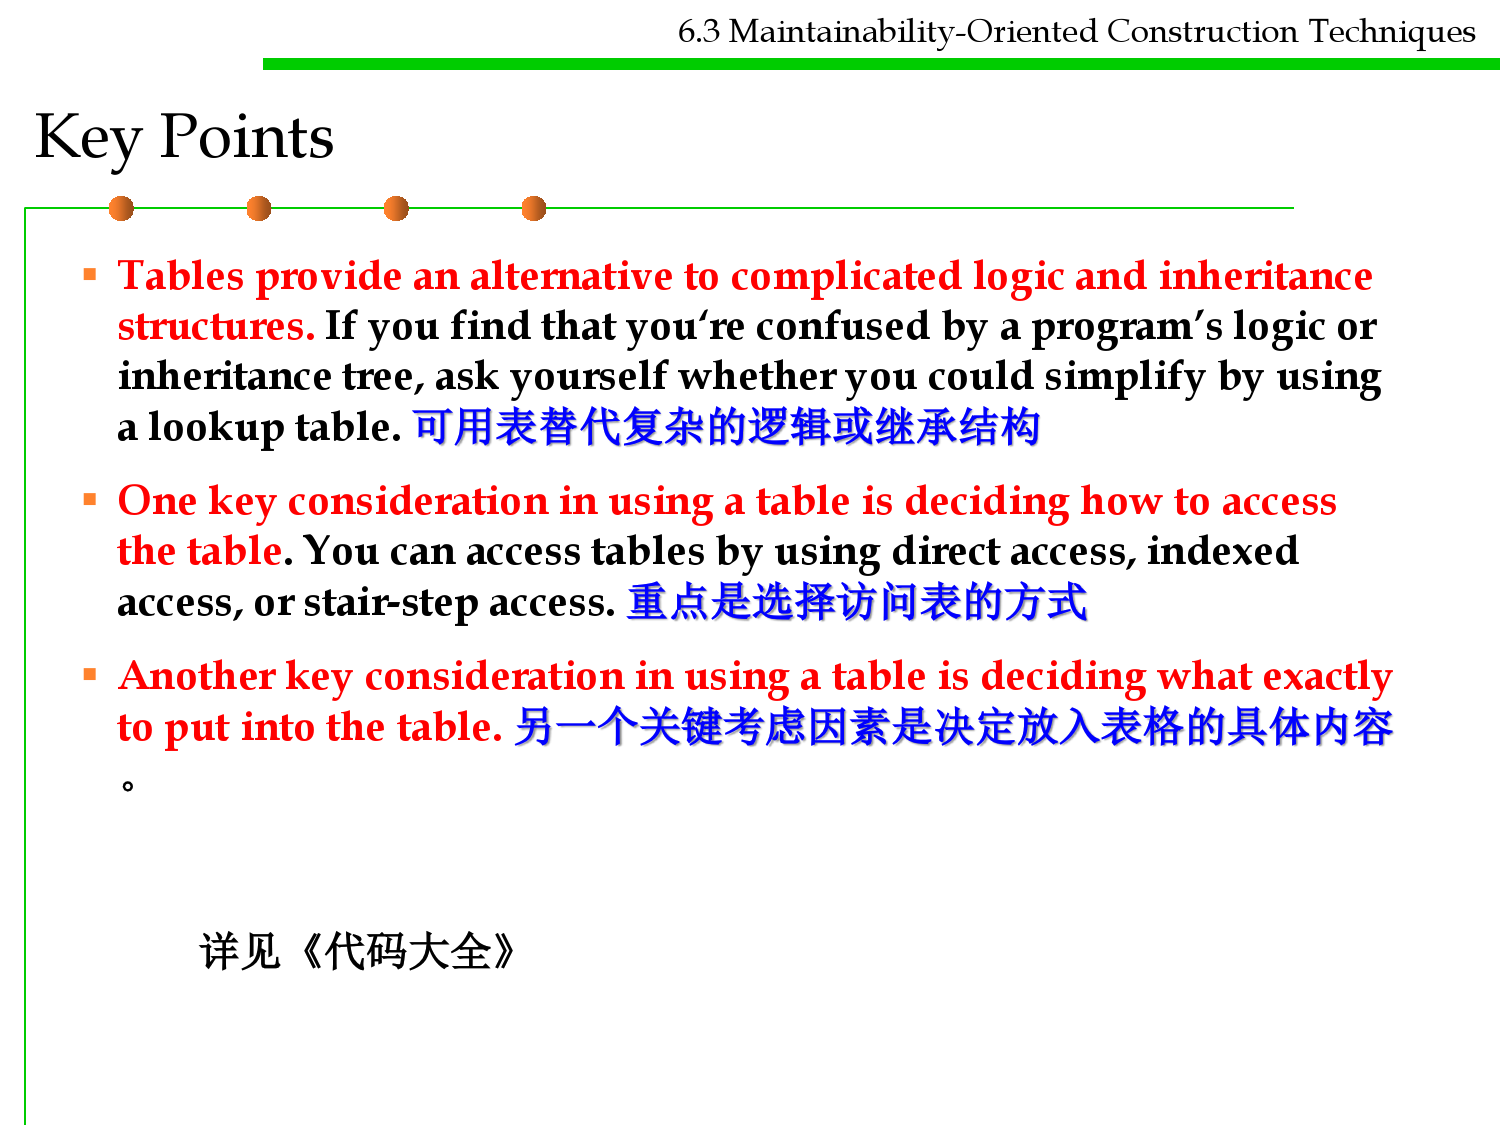 6.3 Maintainability-Oriented Construction Techniques
Key Points
▪ Tables provide an alternative to complicated logic and inheritance
structures. If you find that you‘re confused by a program’s logic or
inheritance tree, ask yourself whether you could simplify by using
a lookup table. 可用表替代复杂的逻辑或继承结构
▪ One key consideration in using a table is deciding how to access
the table. You can access tables by using direct access, indexed
access, or stair-step access. 重点是选择访问表的方式
▪ Another key consideration in using a table is deciding what exactly
to put into the table. 另一个关键考虑因素是决定放入表格的具体内容
。
详见《代码大全》